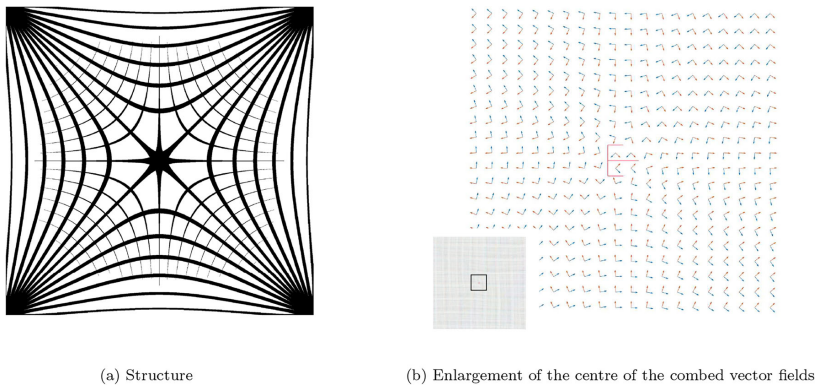 (a) Structure
(b) Enlargement of the centre of the combed vector fields